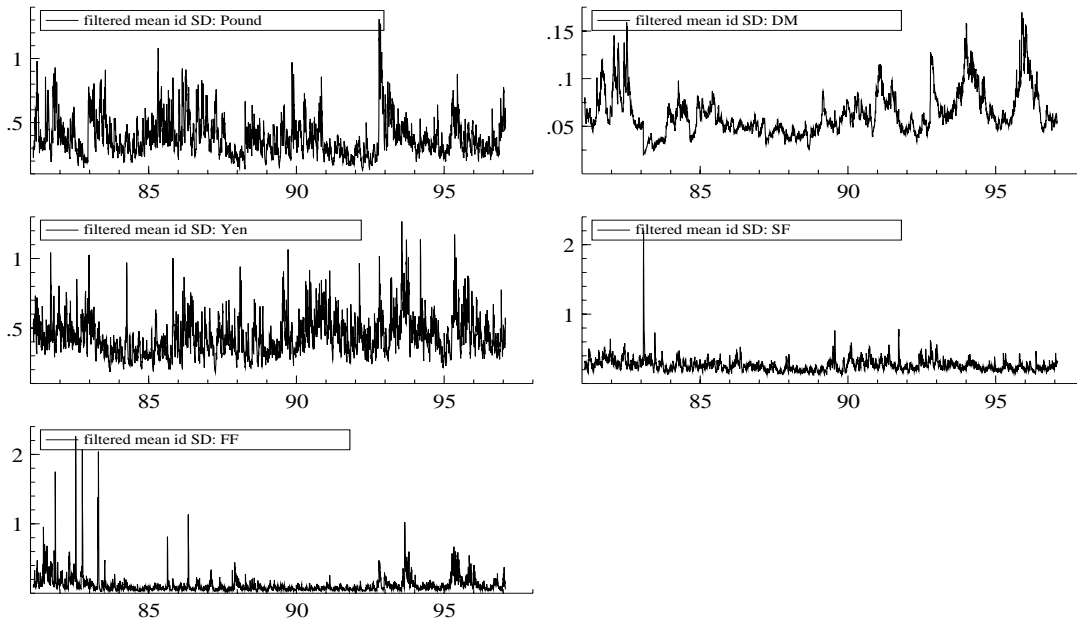 filtered mean id SD: Pound
1
.5
85 90 95
filtered mean id SD: DM
.15
.1
.05
85 90 95
filtered mean id SD: Yen
1
.5
85 90 95
filtered mean id SD: SF
2
1
85 90 95
filtered mean id SD: FF
2
1
85 90 95